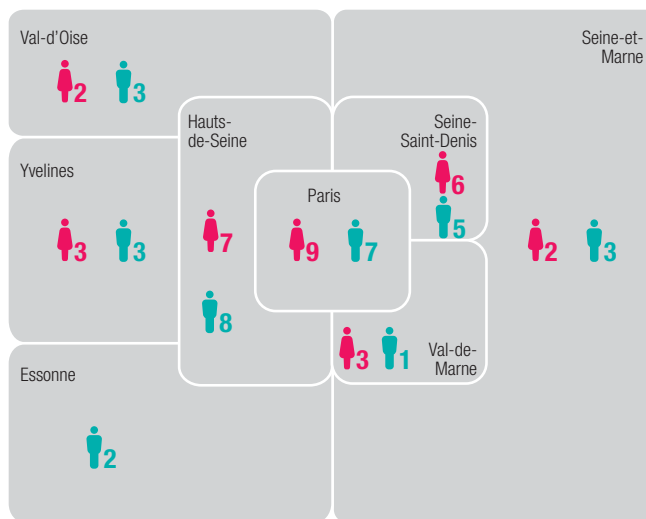 Val-d'Oise
2 3
Seine-et-
Marne
Hauts-
de-Seine
7
8
Seine-
Saint-Denis
6
5
Yvelines
3 3
Paris
9 7
2 3
Val-de-
Marne
3 1
Essonne
2